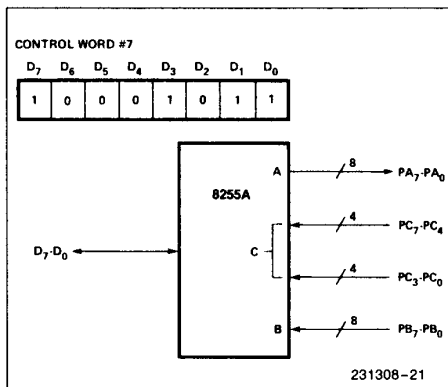 CONTROL WORD #7
D7 D6 D5 D4 D3 D2 D1 D0
1 0 0 0 1 0 1 1
8255A
A
8
PA7-PA0
4
PC7-PC4
D7-D0
C
4
PC3-PC0
B
8
PB7-PB0
231308-21